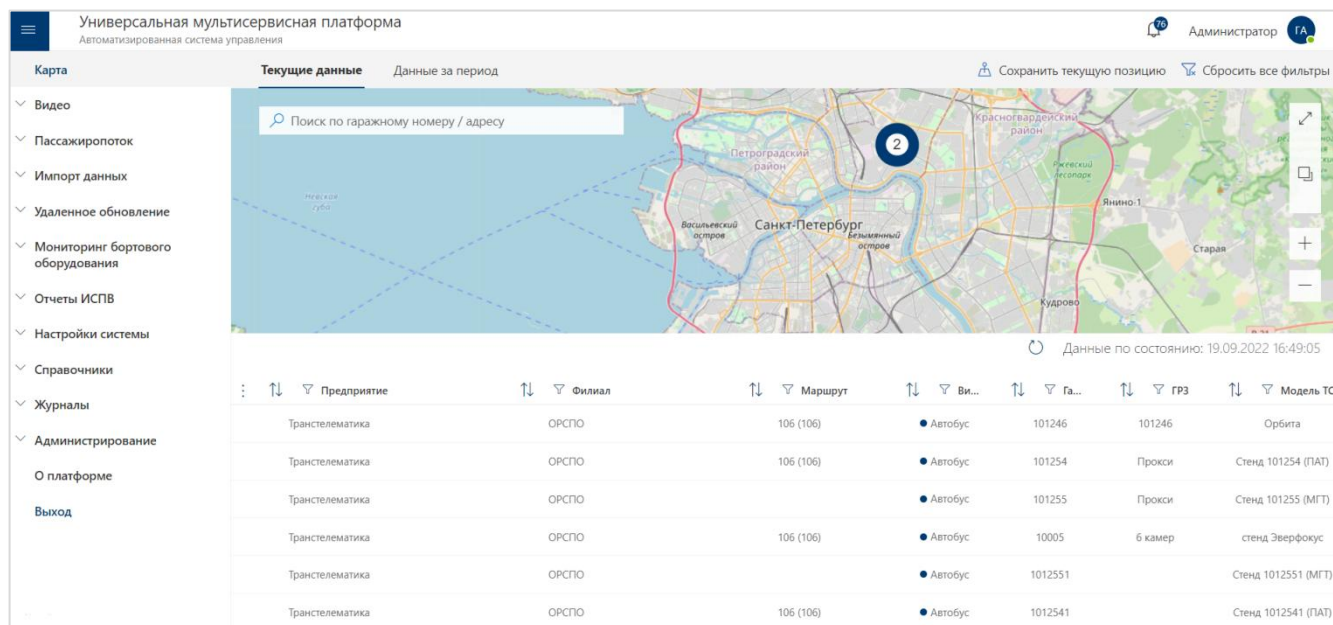 Универсальная мультисервисная платформа
Автоматизированная система управления
76
Администратор
ГА
Карта
Текущие данные
Данные за период
Сохранить текущую позицию
Сбросить все фильтры
Видео
Пассажиропоток
Импорт данных
Удаленное обновление
Мониторинг бортового
оборудования
Отчеты ИСПВ
Настройки системы
Справочники
Журналы
Администрирование
О платформе
Выход
Поиск по гаражному номеру / адресу
2
Красногвардейский
район
Петроградский
район
Ржевский
лесопарк
Невская
губа
Янино-1
Васильевский
остров
Санкт-Петербург
Безымянный
остров
Старая
Кудрово
Данные по состоянию: 19.09.2022 16:49:05
Предприятие Филиал Маршрут Ви... Га... ГРЗ Модель ТС
Транстелематика ОРСПО 106 (106) Автобус 101246 101246 Орбита
Транстелематика ОРСПО 106 (106) Автобус 101254 Прокси Стенд 101254 (ПАТ)
Транстелематика ОРСПО Автобус 101255 Прокси Стенд 101255 (МГТ)
Транстелематика ОРСПО 106 (106) Автобус 10005 6 камер стенд Эверфокус
Транстелематика ОРСПО Автобус 1012551 Стенд 1012551 (МГТ)
Транстелематика ОРСПО 106 (106) Автобус 1012541 Стенд 1012541 (ПАТ)